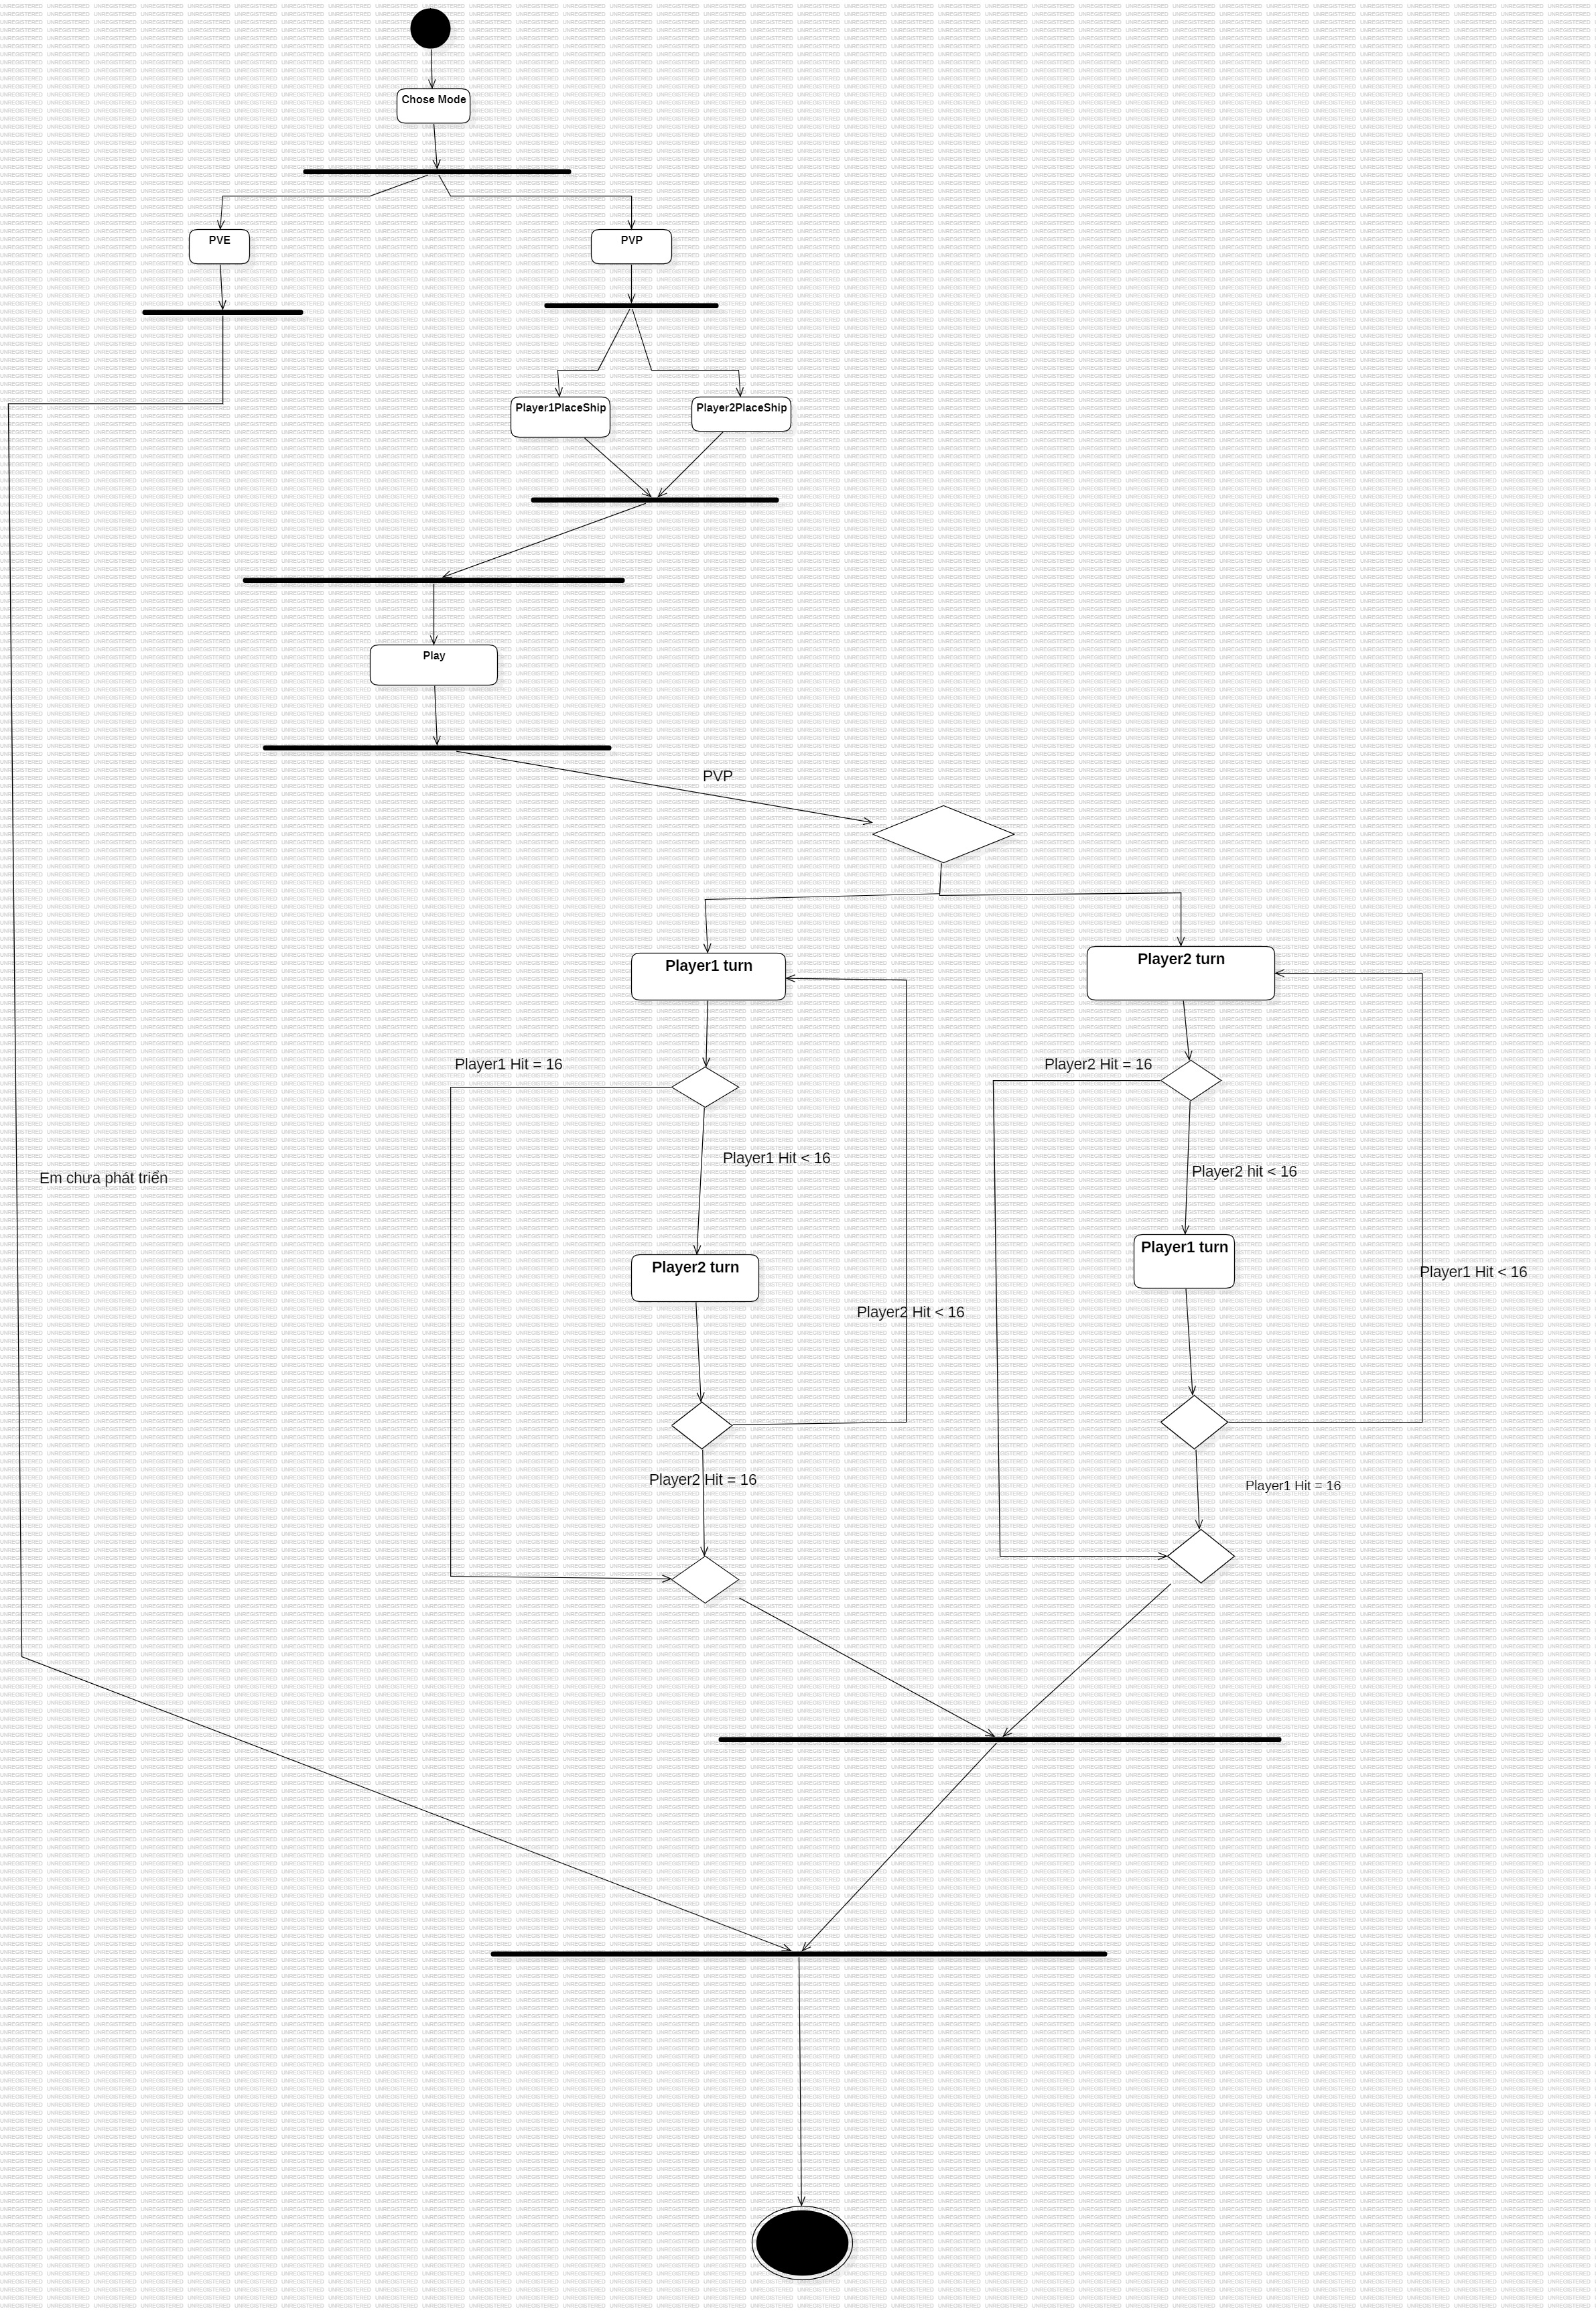 Chose Mode
PVE
PVP
Player1PlaceShip
Player2PlaceShip
Play
PVP
Player1 turn
Player2 turn
Player1 Hit = 16
Player2 Hit = 16
Player1 Hit < 16
Player2 hit < 16
Em chưa phát triển
Player1 turn
Player2 turn
Player1 Hit < 16
Player2 Hit < 16
Player2 Hit = 16
Player1 Hit = 16
UNREGISTERED